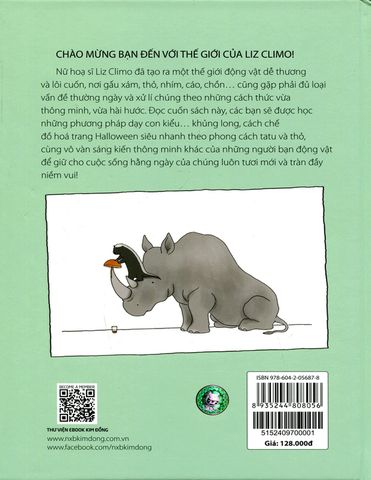 CHÀO MỪNG BẠN ĐẾN VỚI THẾ GIỚI CỦA LIZ CLIMO!
Nữ hoạ sĩ Liz Climo đã tạo ra một thế giới động vật dễ thương
và lôi cuốn, nơi gấu xám, thỏ, nhím, cáo, chồn… cũng gặp phải đủ loại
vấn đề thường ngày và xử lí chúng theo những cách thức vừa
thông minh, vừa hài hước. Đọc cuốn sách này, các bạn sẽ được học
những phương pháp dạy con kiểu… khủng long, cách chế
đồ hoá trang Halloween siêu nhanh theo phong cách tatu và thỏ,
cùng vô vàn sáng kiến thông minh khác của những người bạn động vật
để giữ cho cuộc sống hằng ngày của chúng luôn tươi mới và tràn đầy
niềm vui!
BECOME A MEMBER
THƯ VIỆN EBOOK KIM ĐỒNG
www.nxbkimdong.com.vn
www.facebook.com/nxbkimdong
ISBN 978-604-2-05687-8
8935244808056
5152409700001
Giá: 128.000đ